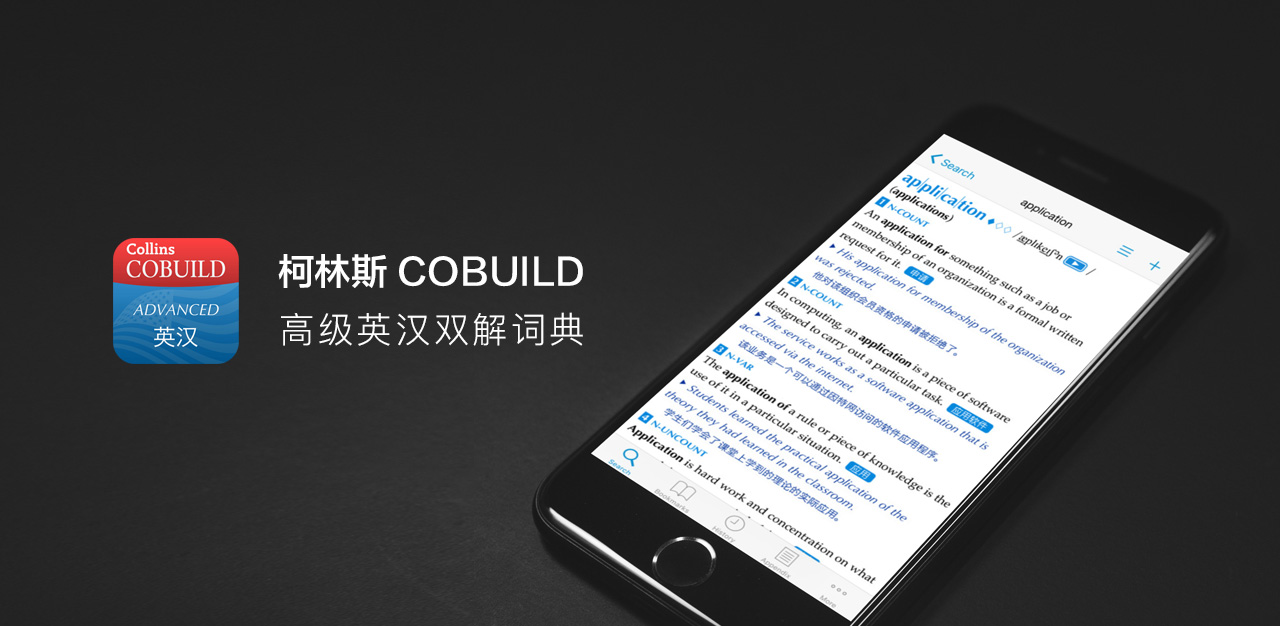 Collins
COBUILD
ADVANCED
英汉
柯林斯 COBUILD
高级英汉双解词典
Search
application
ap|pli|ca|tion
(applications)
1 N-COUNT
An application for something such as a job or
membership of an organization is a formal written
request for it. 申请
▸ His application for membership of the organization
was rejected.
他对该组织会员资格的申请被拒绝了。
2 N-COUNT
In computing, an application is a piece of software
designed to carry out a particular task. 应用软件
▸ The service works as a software application that is
accessed via the internet.
该业务是一个可以通过因特网访问的软件应用程序。
3 N-VAR
The application of a rule or piece of knowledge is the
use of it in a particular situation. 应用
▸ Students learned the practical application of the
theory they had learned in the classroom.
学生们学会了课堂上学到的理论的实际应用。
4 N-UNCOUNT
Application is hard work and concentration on what
Search
Bookmarks
History
Appendix
More